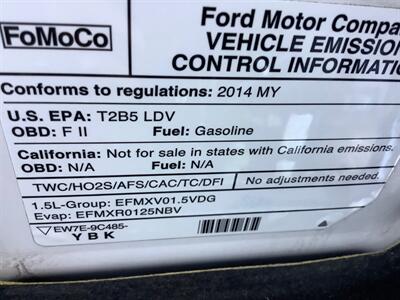 FoMoCo
Ford Motor Compa
VEHICLE EMISSION
CONTROL INFORMATIO
Conforms to regulations: 2014 MY
U.S. EPA: T2B5 LDV
OBD: F II Fuel: Gasoline
California: Not for sale in states with California emissions.
OBD: N/A Fuel: N/A
TWC/HO2S/AFS/CAC/TC/DFI No adjustments needed.
1.5L-Group: EFMXV01.5VDG
Evap: EFMXR0125NBV
EW7E-9C485-
YBK